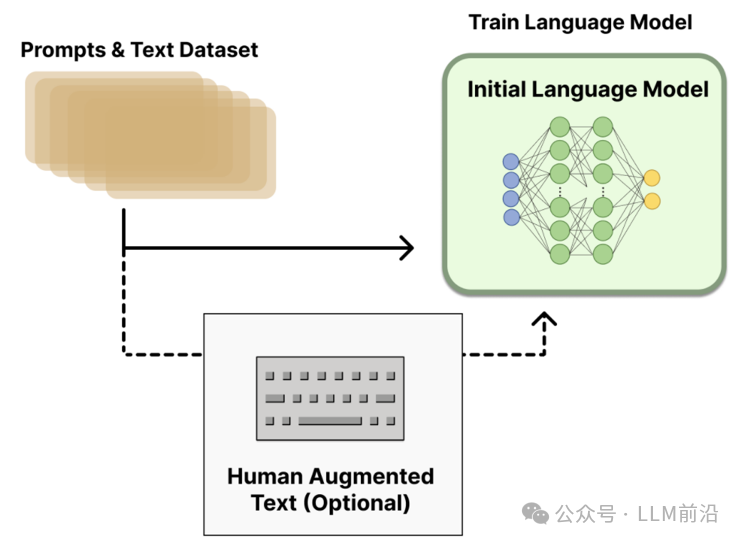 Train Language Model
Prompts & Text Dataset
Initial Language Model
Human Augmented
Text (Optional)
公众号 · LLM前沿